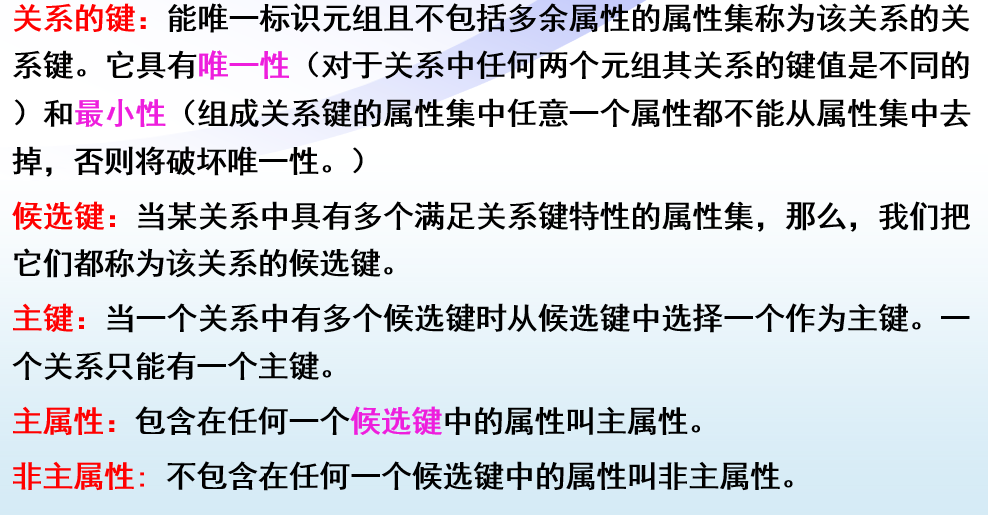 关系的键：能唯一标识元组且不包括多余属性的属性集称为该关系的关
系键。它具有唯一性（对于关系中任何两个元组其关系的键值是不同的
）和最小性（组成关系键的属性集中任意一个属性都不能从属性集中去
掉，否则将破坏唯一性。）
候选键：当某关系中具有多个满足关系键特性的属性集，那么，我们把
它们都称为该关系的候选键。
主键：当一个关系中有多个候选键时从候选键中选择一个作为主键。一
个关系只能有一个主键。
主属性：包含在任何一个候选键中的属性叫主属性。
非主属性：不包含在任何一个候选键中的属性叫非主属性。